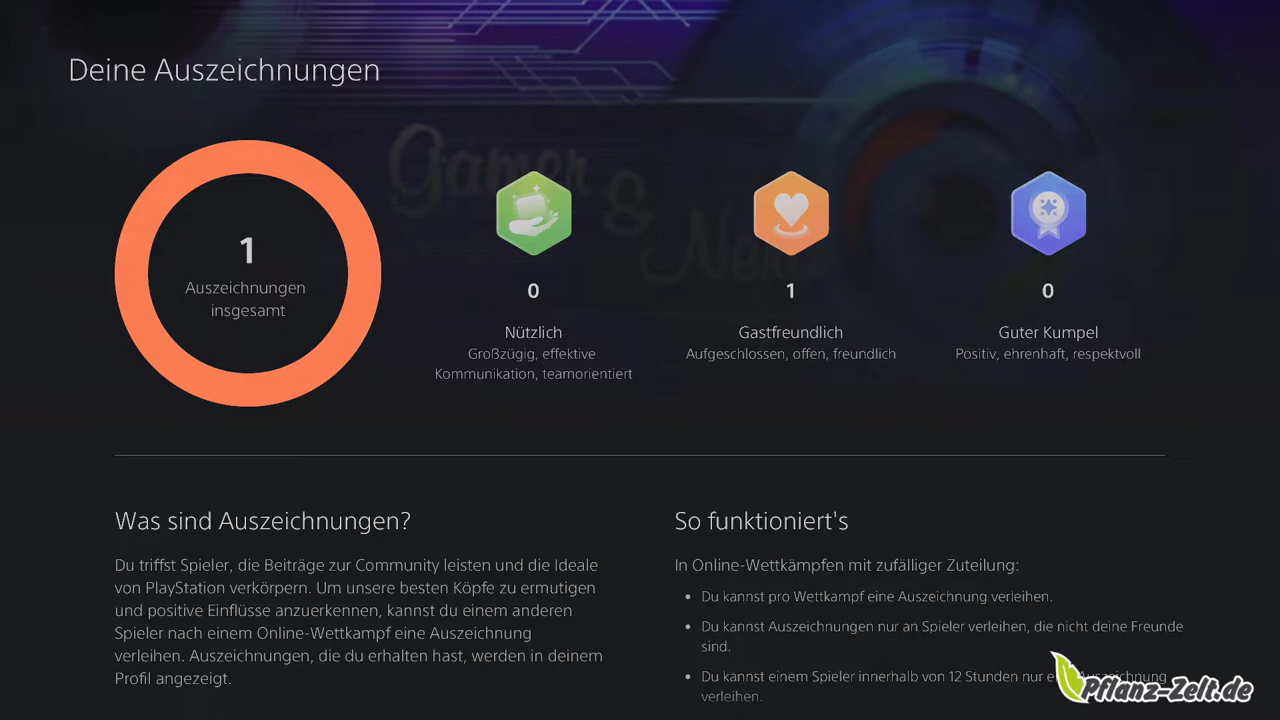 Deine Auszeichnungen
Gamer
&
1
Auszeichnungen
insgesamt
0
Nützlich
Großzügig, effektive
Kommunikation, teamorientiert
1
Gastfreundlich
Aufgeschlossen, offen, freundlich
0
Guter Kumpel
Positiv, ehrenhaft, respektvoll
Was sind Auszeichnungen?
Du triffst Spieler, die Beiträge zur Community leisten und die Ideale
von PlayStation verkörpern. Um unsere besten Köpfe zu ermutigen
und positive Einflüsse anzuerkennen, kannst du einem anderen
Spieler nach einem Online-Wettkampf eine Auszeichnung
verleihen. Auszeichnungen, die du erhalten hast, werden in deinem
Profil angezeigt.
So funktioniert's
In Online-Wettkämpfen mit zufälliger Zuteilung:
• Du kannst pro Wettkampf eine Auszeichnung verleihen.
• Du kannst Auszeichnungen nur an Spieler verleihen, die nicht deine Freunde
sind.
• Du kannst einem Spieler innerhalb von 12 Stunden nur Auszeichnung
verleihen.
Pflanz-Zelt.de